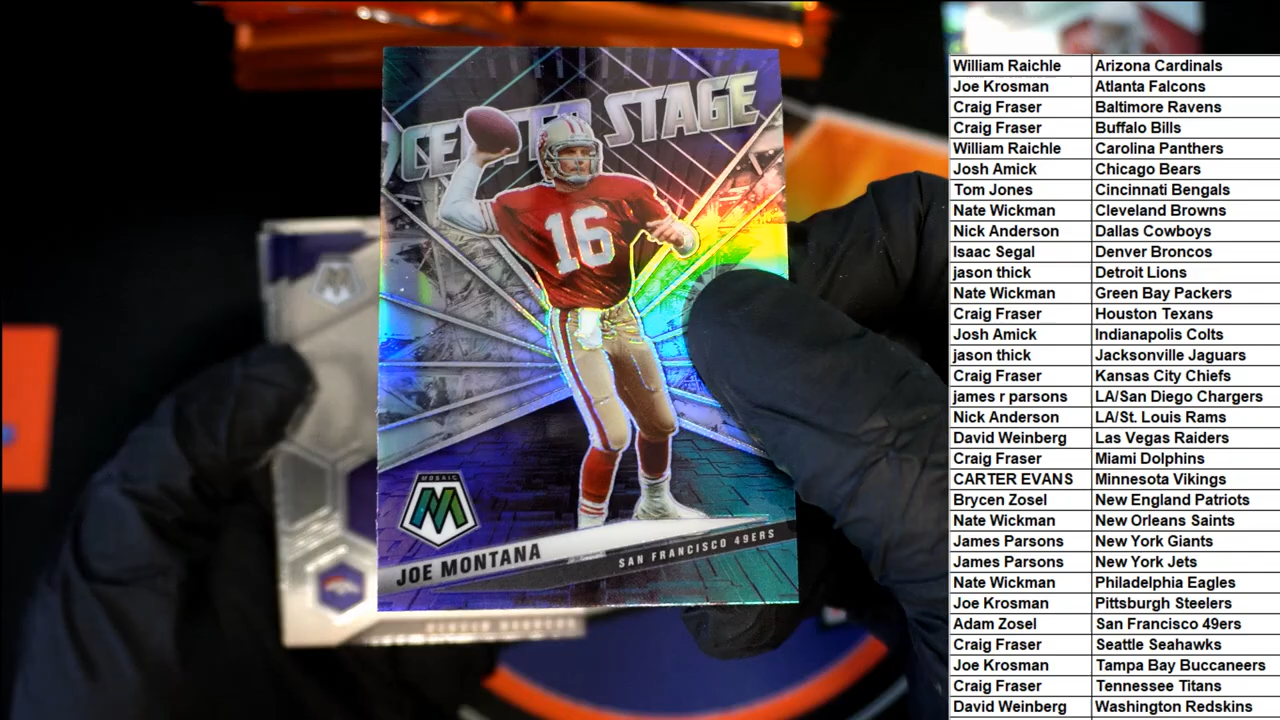 CENTER STAGE
16
MOSAIC
M
JOE MONTANA
SAN FRANCISCO 49ERS
William Raichle Arizona Cardinals
Joe Krosman Atlanta Falcons
Craig Fraser Baltimore Ravens
Craig Fraser Buffalo Bills
William Raichle Carolina Panthers
Josh Amick Chicago Bears
Tom Jones Cincinnati Bengals
Nate Wickman Cleveland Browns
Nick Anderson Dallas Cowboys
Isaac Segal Denver Broncos
jason thick Detroit Lions
Nate Wickman Green Bay Packers
Craig Fraser Houston Texans
Josh Amick Indianapolis Colts
jason thick Jacksonville Jaguars
Craig Fraser Kansas City Chiefs
james r parsons LA/San Diego Chargers
Nick Anderson LA/St. Louis Rams
David Weinberg Las Vegas Raiders
Craig Fraser Miami Dolphins
CARTER EVANS Minnesota Vikings
Brycen Zosel New England Patriots
Nate Wickman New Orleans Saints
James Parsons New York Giants
James Parsons New York Jets
Nate Wickman Philadelphia Eagles
Joe Krosman Pittsburgh Steelers
Adam Zosel San Francisco 49ers
Craig Fraser Seattle Seahawks
Joe Krosman Tampa Bay Buccaneers
Craig Fraser Tennessee Titans
David Weinberg Washington Redskins